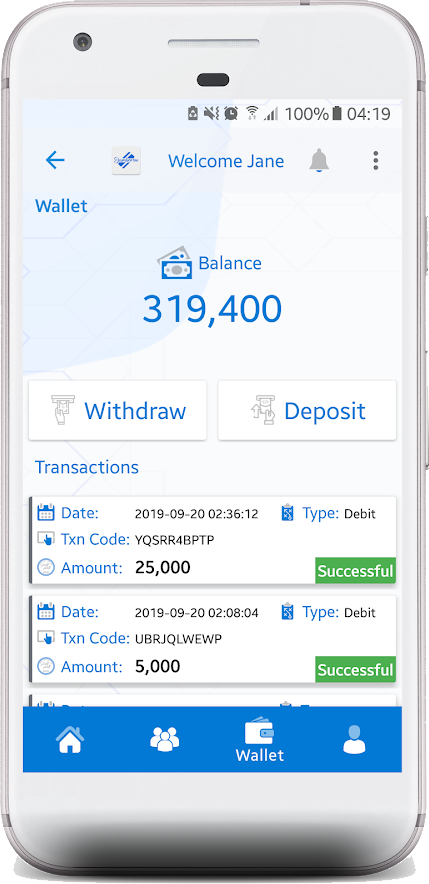 100% 04:19
Welcome Jane
Wallet
Balance
319,400
Withdraw Deposit
Transactions
Date: 2019-09-20 02:36:12 Type: Debit
Txn Code: YQSRR4BPTP
Amount: 25,000 Successful
Date: 2019-09-20 02:08:04 Type: Debit
Txn Code: UBRJQLWEWP
Amount: 5,000 Successful
Wallet